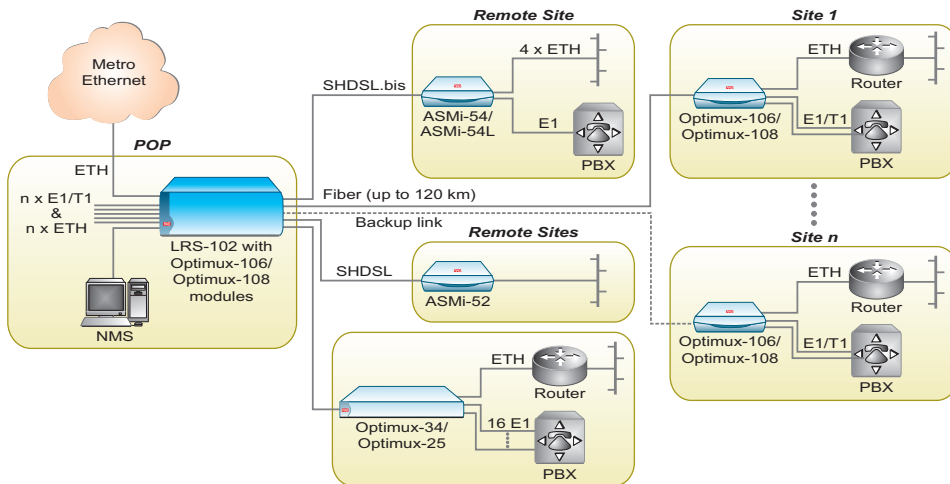 Metro
Ethernet
POP
ETH
n x E1/T1
&
n x ETH
LRS-102 with
Optimux-106/
Optimux-108
modules
NMS
Remote Site
SHDSL.bis
4 x ETH
ASMi-54/
ASMi-54L
E1
PBX
Fiber (up to 120 km)
Backup link
Remote Sites
SHDSL
ASMi-52
ETH
Router
Optimux-34/
Optimux-25
16 E1
PBX
Site 1
ETH
Router
Optimux-106/
Optimux-108
E1/T1
PBX
Site n
ETH
Router
Optimux-106/
Optimux-108
E1/T1
PBX